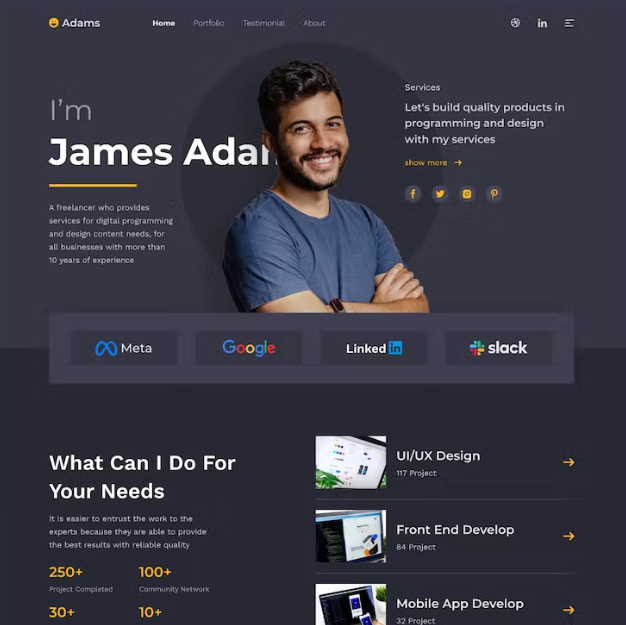 Adams
Home Portfolio Testimonial About
in
I'm
James Adam
A freelancer who provides
services for digital programming
and design content needs, for
all businesses with more than
10 years of experience
Services
Let's build quality products in
programming and design
with my services
show more
Meta
Google
Linkedin
slack
What Can I Do For
Your Needs
It is easier to entrust the work to the
experts because they are able to provide
the best results with reliable quality
250+
Project Completed
100+
Community Network
30+
10+
UI/UX Design
117 Project
Front End Develop
84 Project
Mobile App Develop
32 Project